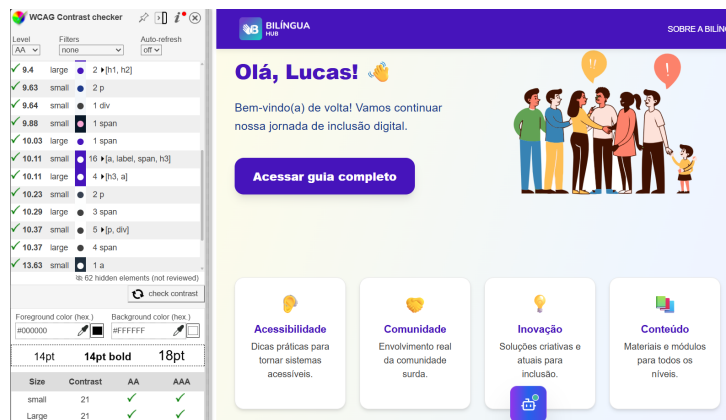 WCAG Contrast checker
Level
Filters
Auto-refresh
AA
none
off
9.4 large 2 [h1, h2]
9.63 small 2 p
9.64 small 1 div
9.88 small 1 span
10.03 large 1 span
10.11 small 16 [a, label, span, h3]
10.11 large 4 [h3, a]
10.23 small 2 p
10.29 large 3 span
10.37 small 5 [p, div]
10.37 large 4 span
13.63 small 1 a
62 hidden elements (not reviewed)
check contrast
Foreground color (hex.)
Background color (hex.)
#000000
#FFFFFF
14pt 14pt bold 18pt
Size Contrast AA AAA
small 21
Large 21
BILÍNGUA
HUB
SOBRE A BILÍN
Olá, Lucas!
Bem-vindo(a) de volta! Vamos continuar
nossa jornada de inclusão digital.
Acessar guia completo
Acessibilidade
Dicas práticas para
tornar sistemas
acessíveis.
Comunidade
Envolvimento real
da comunidade
surda.
Inovação
Soluções criativas e
atuais para
inclusão.
Conteúdo
Materiais e módulos
para todos os
níveis.